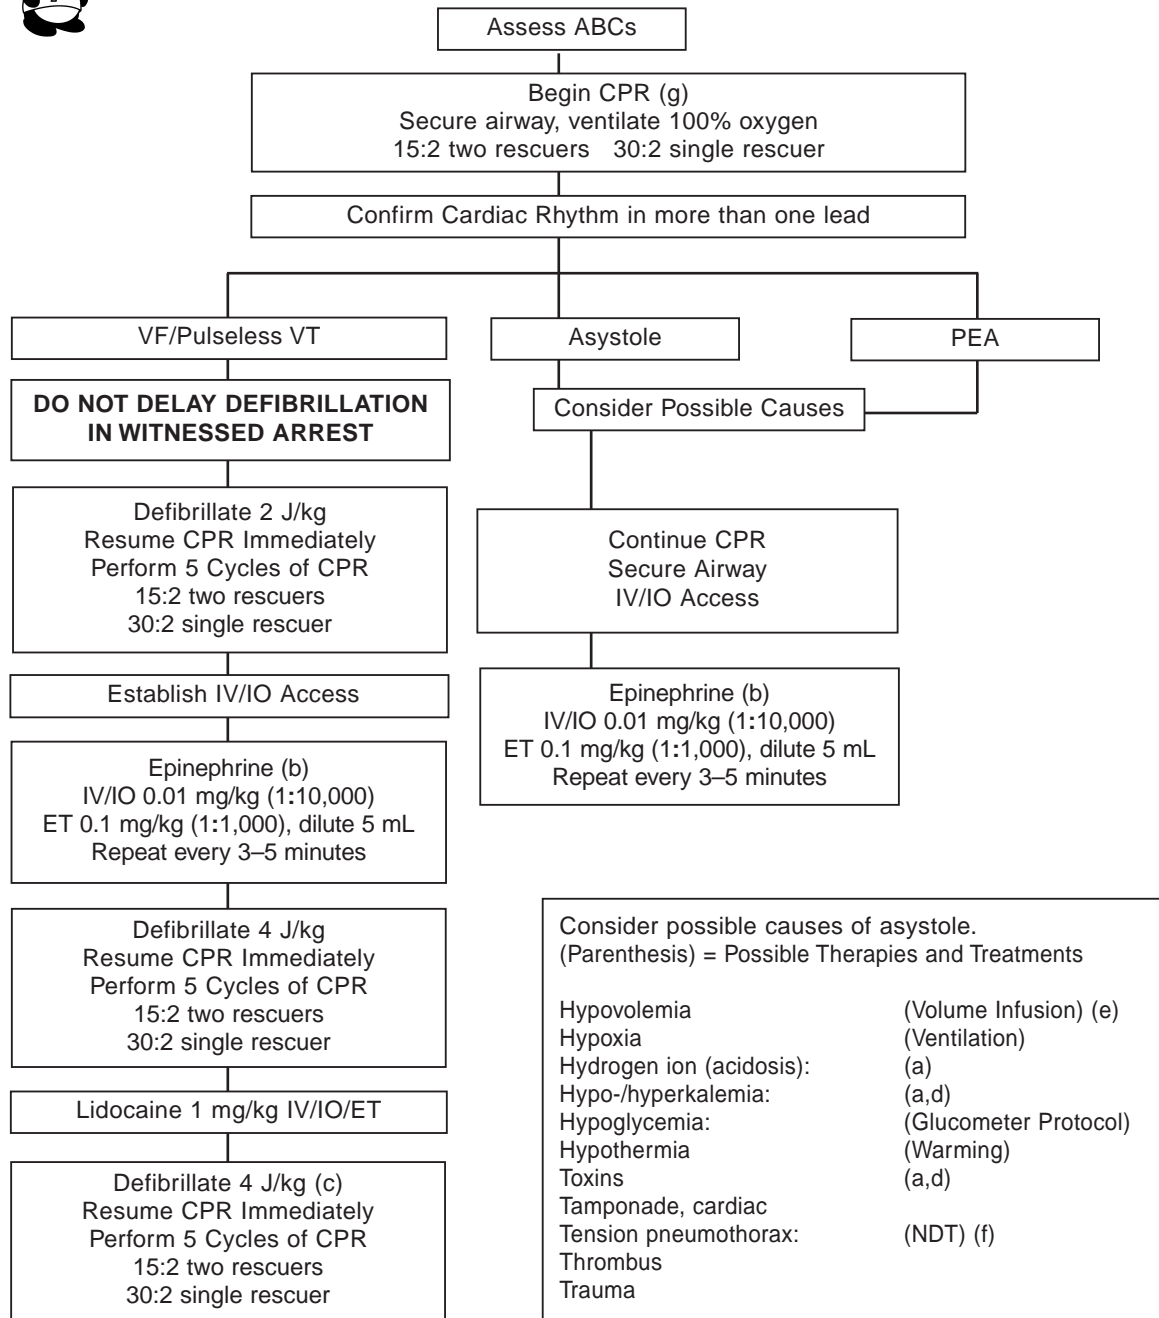 Assess ABCs
Begin CPR (g)
Secure airway, ventilate 100% oxygen
15:2 two rescuers 30:2 single rescuer
Confirm Cardiac Rhythm in more than one lead
VF/Pulseless VT
DO NOT DELAY DEFIBRILLATION
IN WITNESSED ARREST
Defibrillate 2 J/kg
Resume CPR Immediately
Perform 5 Cycles of CPR
15:2 two rescuers
30:2 single rescuer
Establish IV/IO Access
Epinephrine (b)
IV/IO 0.01 mg/kg (1:10,000)
ET 0.1 mg/kg (1:1,000), dilute 5 mL
Repeat every 3–5 minutes
Defibrillate 4 J/kg
Resume CPR Immediately
Perform 5 Cycles of CPR
15:2 two rescuers
30:2 single rescuer
Lidocaine 1 mg/kg IV/IO/ET
Defibrillate 4 J/kg (c)
Resume CPR Immediately
Perform 5 Cycles of CPR
15:2 two rescuers
30:2 single rescuer
Asystole
PEA
Consider Possible Causes
Continue CPR
Secure Airway
IV/IO Access
Epinephrine (b)
IV/IO 0.01 mg/kg (1:10,000)
ET 0.1 mg/kg (1:1,000), dilute 5 mL
Repeat every 3–5 minutes
Consider possible causes of asystole.
(Parenthesis) = Possible Therapies and Treatments
Hypovolemia (Volume Infusion) (e)
Hypoxia (Ventilation)
Hydrogen ion (acidosis): (a)
Hypo-/hyperkalemia: (a,d)
Hypoglycemia: (Glucometer Protocol)
Hypothermia (Warming)
Toxins (a,d)
Tamponade, cardiac
Tension pneumothorax: (NDT) (f)
Thrombus
Trauma